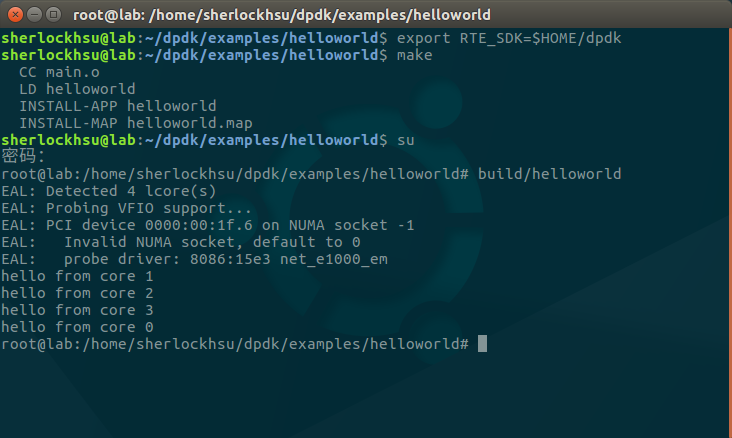 root@lab: /home/sherlockhsu/dpdk/examples/helloworld
sherlockhsu@lab:~/dpdk/examples/helloworld$ export RTE_SDK=$HOME/dpdk
sherlockhsu@lab:~/dpdk/examples/helloworld$ make
  CC main.o
  LD helloworld
  INSTALL-APP helloworld
  INSTALL-MAP helloworld.map
sherlockhsu@lab:~/dpdk/examples/helloworld$ su
密码：
root@lab:/home/sherlockhsu/dpdk/examples/helloworld# build/helloworld
EAL: Detected 4 lcore(s)
EAL: Probing VFIO support...
EAL: PCI device 0000:00:1f.6 on NUMA socket -1
EAL:   Invalid NUMA socket, default to 0
EAL:   probe driver: 8086:15e3 net_e1000_em
hello from core 1
hello from core 2
hello from core 3
hello from core 0
root@lab:/home/sherlockhsu/dpdk/examples/helloworld#